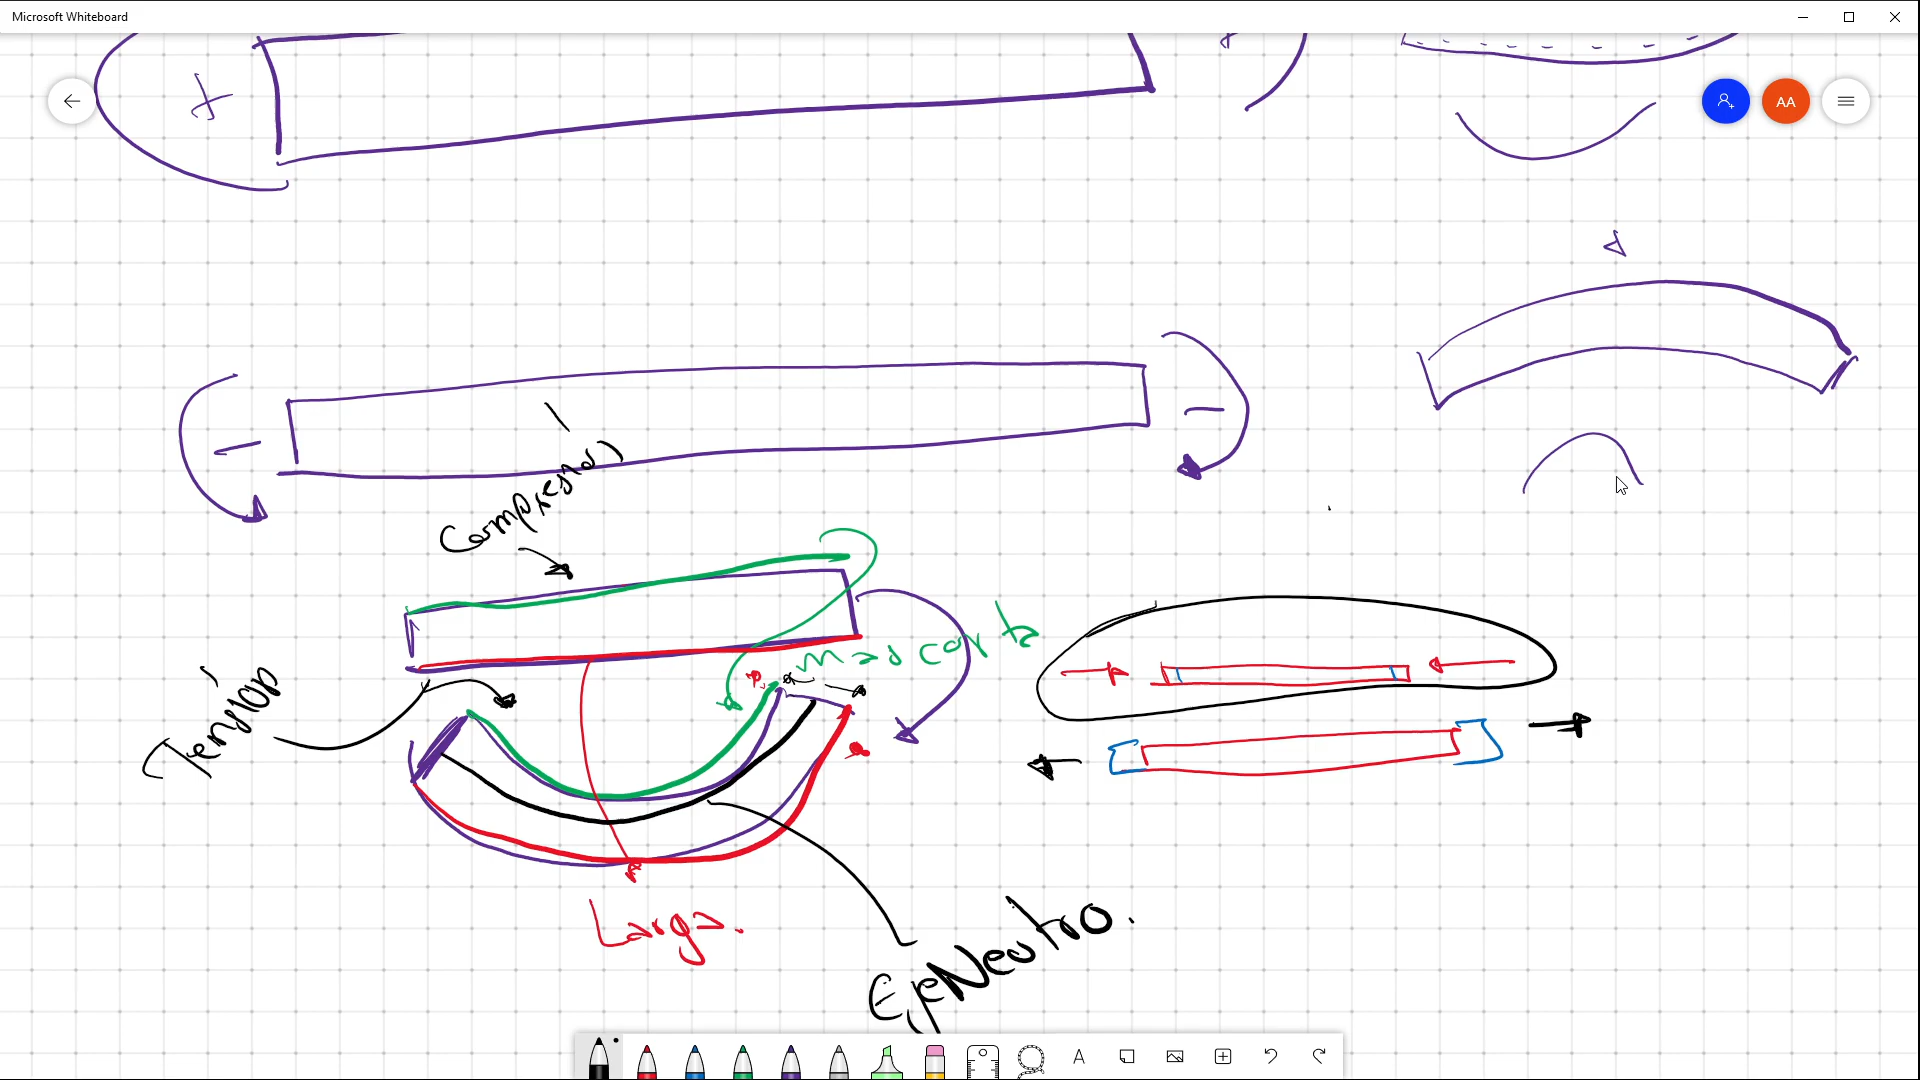 Microsoft Whiteboard
+
AA
-
-
Compresión
más corta
Tensión
Larga.
Eje Neutro.
A